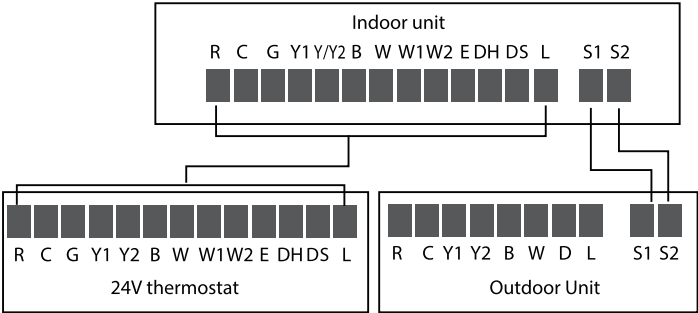 Indoor unit
R C G Y1 Y/Y2 B W W1 W2 E DH DS L S1 S2
R C G Y1 Y2 B W W1 W2 E DH DS L
24V thermostat
R C Y1 Y2 B W D L S1 S2
Outdoor Unit